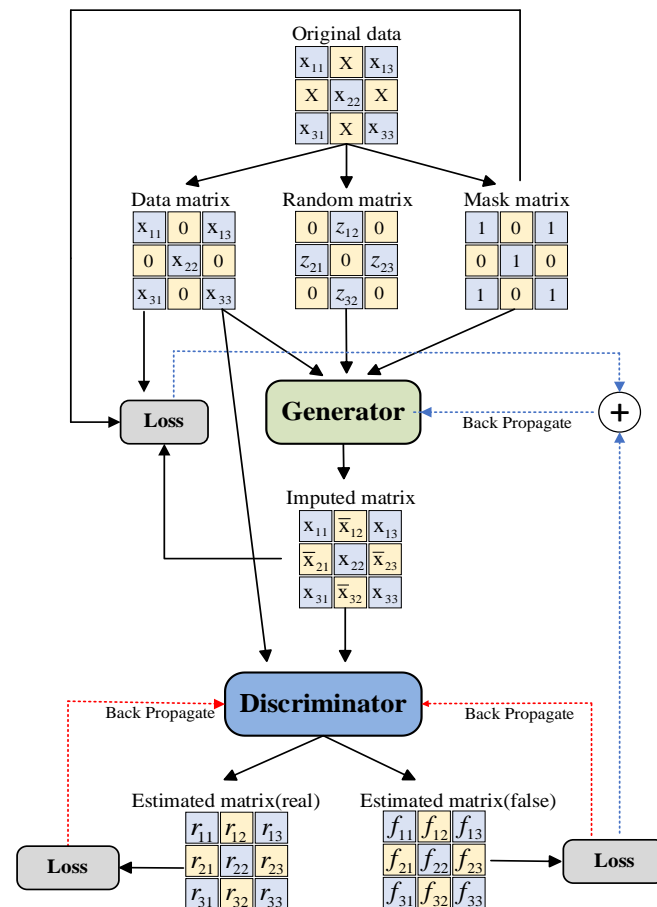 Original data
x11 X x13
X x22 X
x31 X x33
Data matrix Random matrix Mask matrix
x11 0 x13 0 z12 0 1 0 1
0 x22 0 z21 0 z23 0 1 0
x31 0 x33 0 z32 0 1 0 1
Loss Generator +
Back Propagate
Imputed matrix
x11 x̄12 x13
x̄21 x22 x̄23
x31 x̄32 x33
Discriminator
Back Propagate Back Propagate
Estimated matrix(real) Estimated matrix(false)
r11 r12 r13 f11 f12 f13
Loss r21 r22 r23 f21 f22 f23 Loss
r31 r32 r33 f31 f32 f33